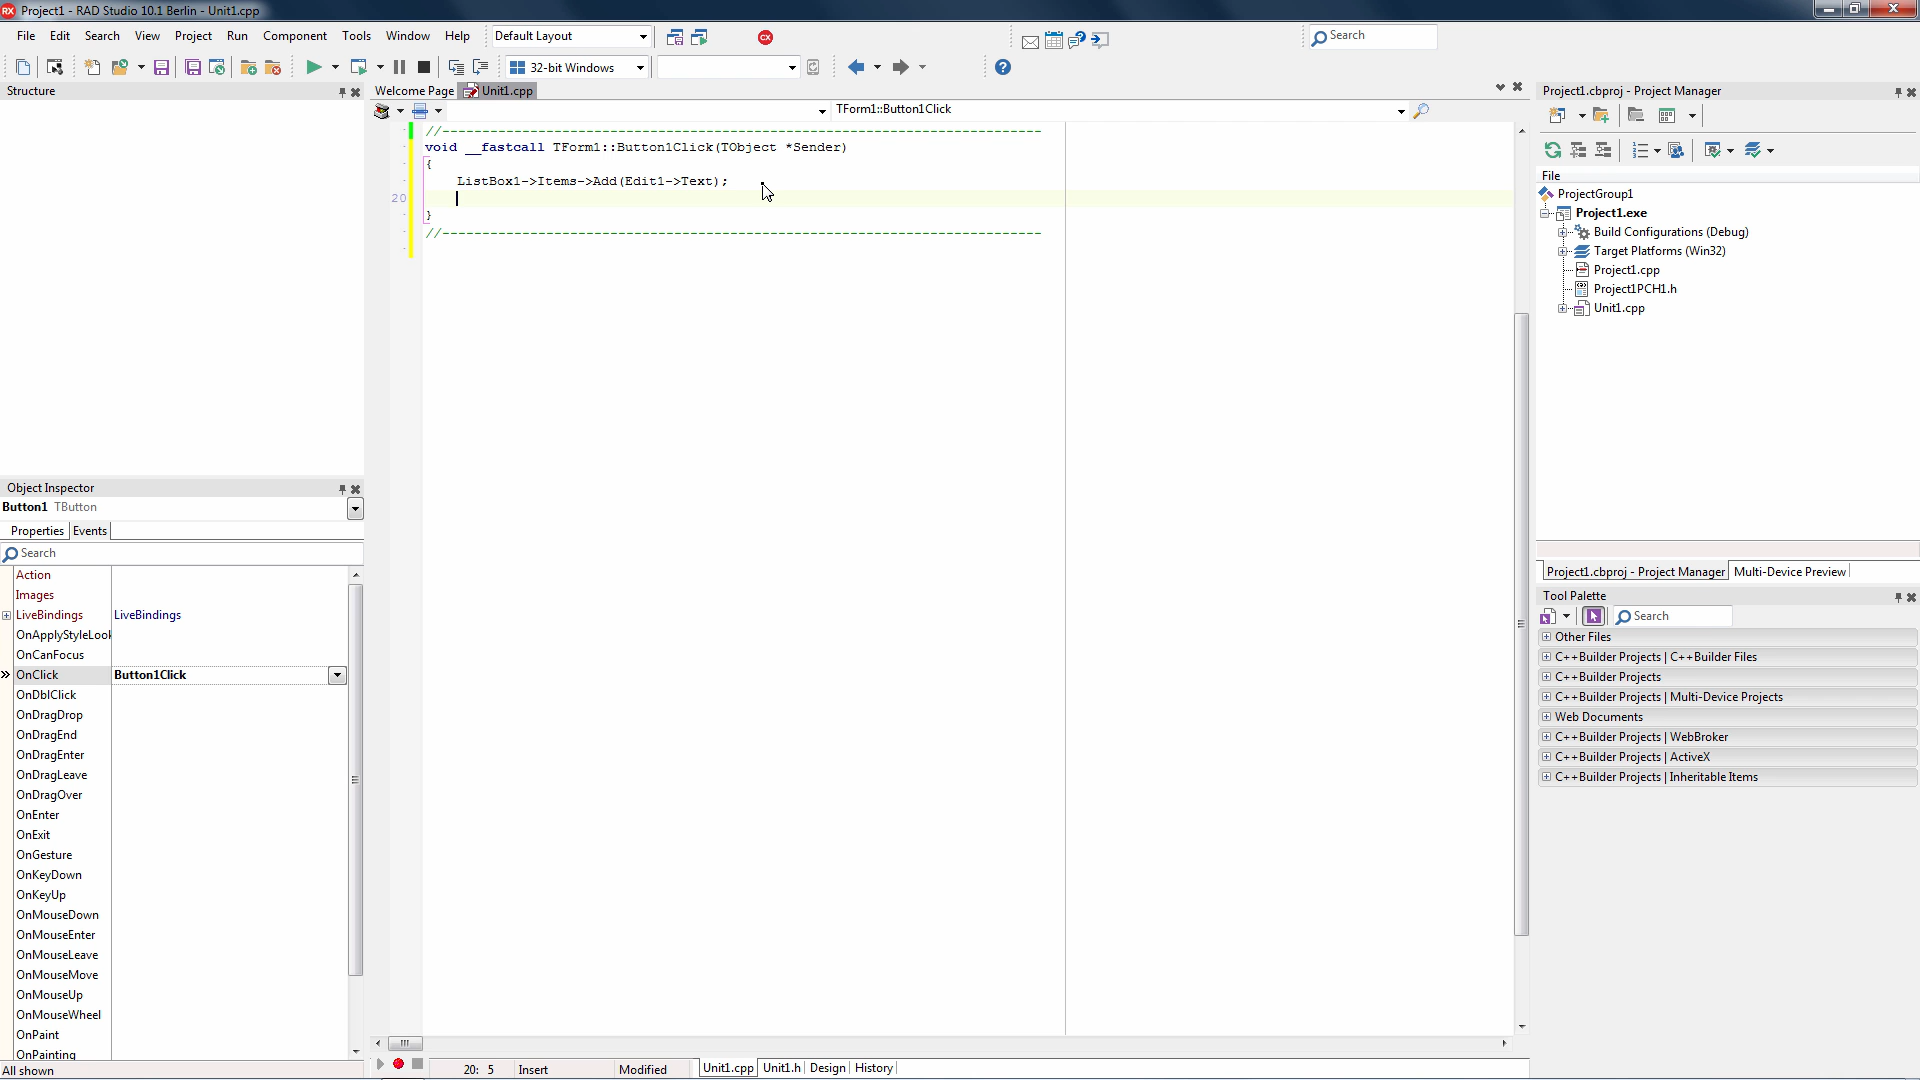 Project1 - RAD Studio 10.1 Berlin - Unit1.cpp
File Edit Search View Project Run Component Tools Window Help Default Layout Search
32-bit Windows
Structure
Welcome Page Unit1.cpp
TForm1::Button1Click
//---------------------------------------------------------------------------
void __fastcall TForm1::Button1Click(TObject *Sender)
{
ListBox1->Items->Add(Edit1->Text);
20
}
//---------------------------------------------------------------------------
Object Inspector
Button1 TButton
Properties Events
Search
Action
Images
LiveBindings LiveBindings
OnApplyStyleLook
OnCanFocus
OnClick Button1Click
OnDblClick
OnDragDrop
OnDragEnd
OnDragEnter
OnDragLeave
OnDragOver
OnEnter
OnExit
OnGesture
OnKeyDown
OnKeyUp
OnMouseDown
OnMouseEnter
OnMouseLeave
OnMouseMove
OnMouseUp
OnMouseWheel
OnPaint
OnPainting
All shown
20: 5 Insert Modified Unit1.cpp Unit1.h Design History
Project1.cbproj - Project Manager
File
ProjectGroup1
Project1.exe
Build Configurations (Debug)
Target Platforms (Win32)
Project1.cpp
Project1PCH1.h
Unit1.cpp
Project1.cbproj - Project Manager Multi-Device Preview
Tool Palette
Search
Other Files
C++Builder Projects | C++Builder Files
C++Builder Projects
C++Builder Projects | Multi-Device Projects
Web Documents
C++Builder Projects | WebBroker
C++Builder Projects | ActiveX
C++Builder Projects | Inheritable Items